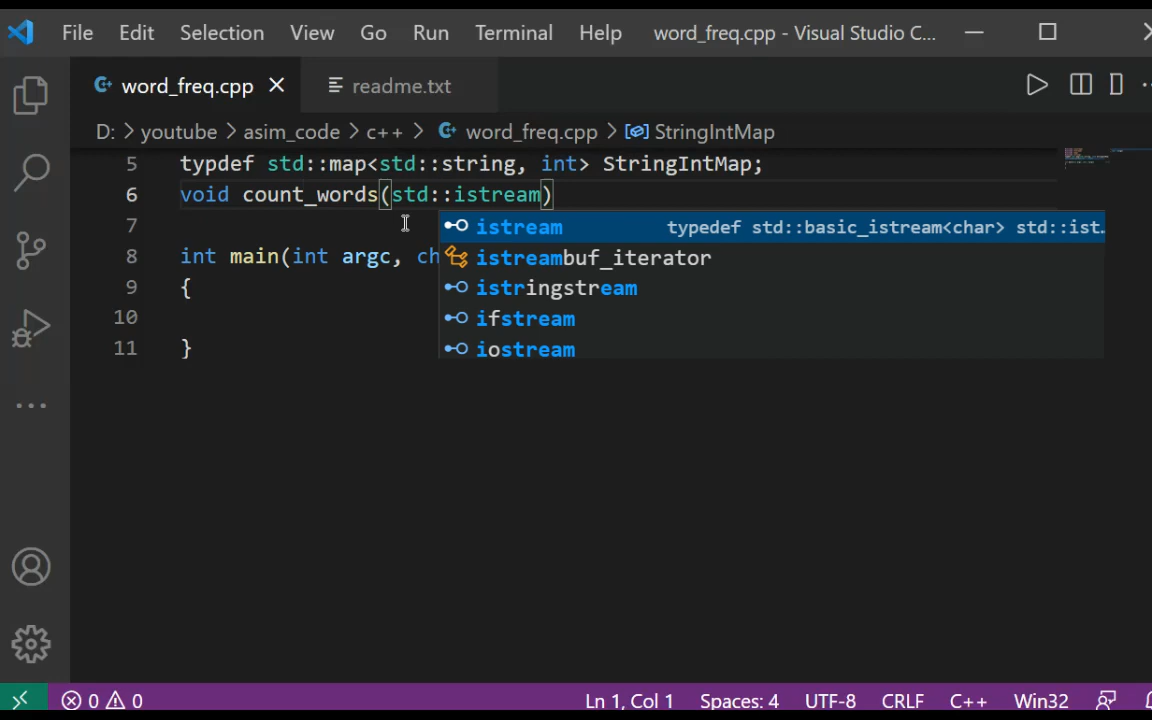 File Edit Selection View Go Run Terminal Help word_freq.cpp - Visual Studio C...
word_freq.cpp readme.txt
D: > youtube > asim_code > c++ > word_freq.cpp > StringIntMap
5 typedef std::map<std::string, int> StringIntMap;
6 void count_words(std::istream)
7 istream typedef std::basic_istream<char> std::ist...
8 int main(int argc, ch istreambuf_iterator
9 { istringstream
10 ifstream
11 } iostream
0 0 Ln 1, Col 1 Spaces: 4 UTF-8 CRLF C++ Win32